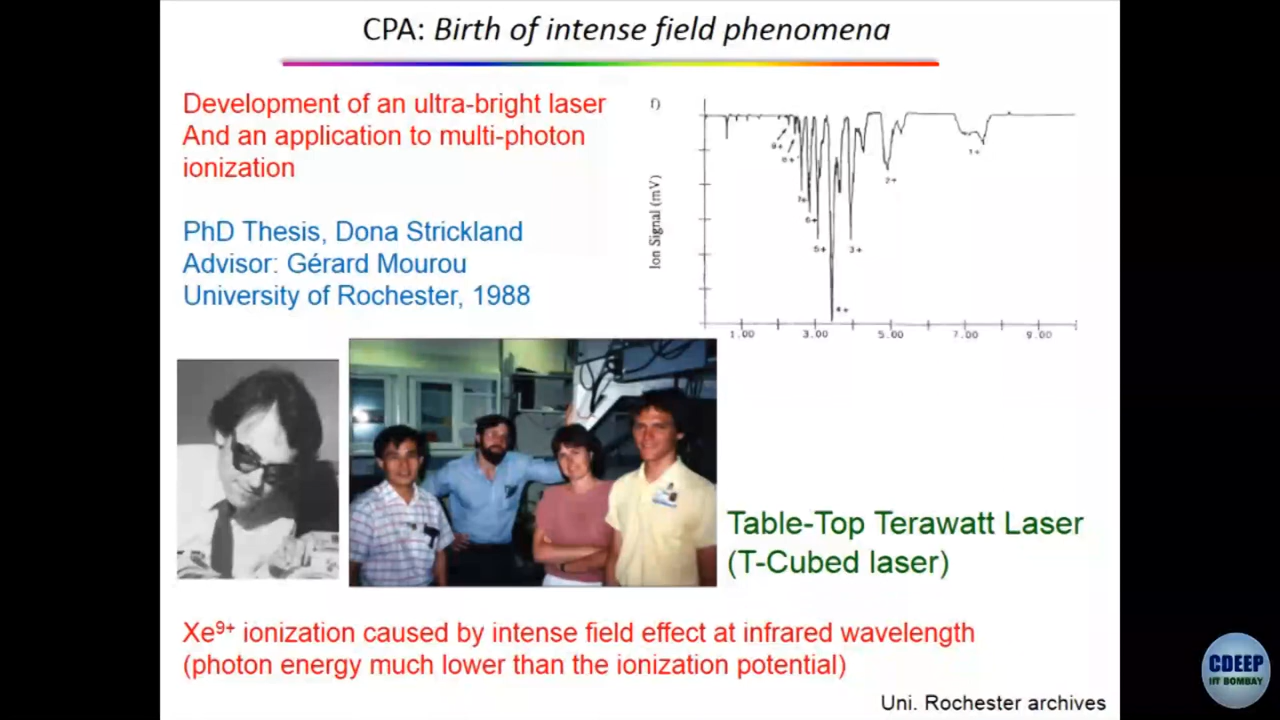 CPA: Birth of intense field phenomena
Development of an ultra-bright laser
And an application to multi-photon
ionization
PhD Thesis, Dona Strickland
Advisor: Gérard Mourou
University of Rochester, 1988
Ion Signal (mV)
9+
8+
7+
6+
5+
4+
3+
2+
1+
1.00 3.00 5.00 7.00 9.00
Table-Top Terawatt Laser
(T-Cubed laser)
Xe⁹⁺ ionization caused by intense field effect at infrared wavelength
(photon energy much lower than the ionization potential)
Uni. Rochester archives
CDEEP
IIT BOMBAY